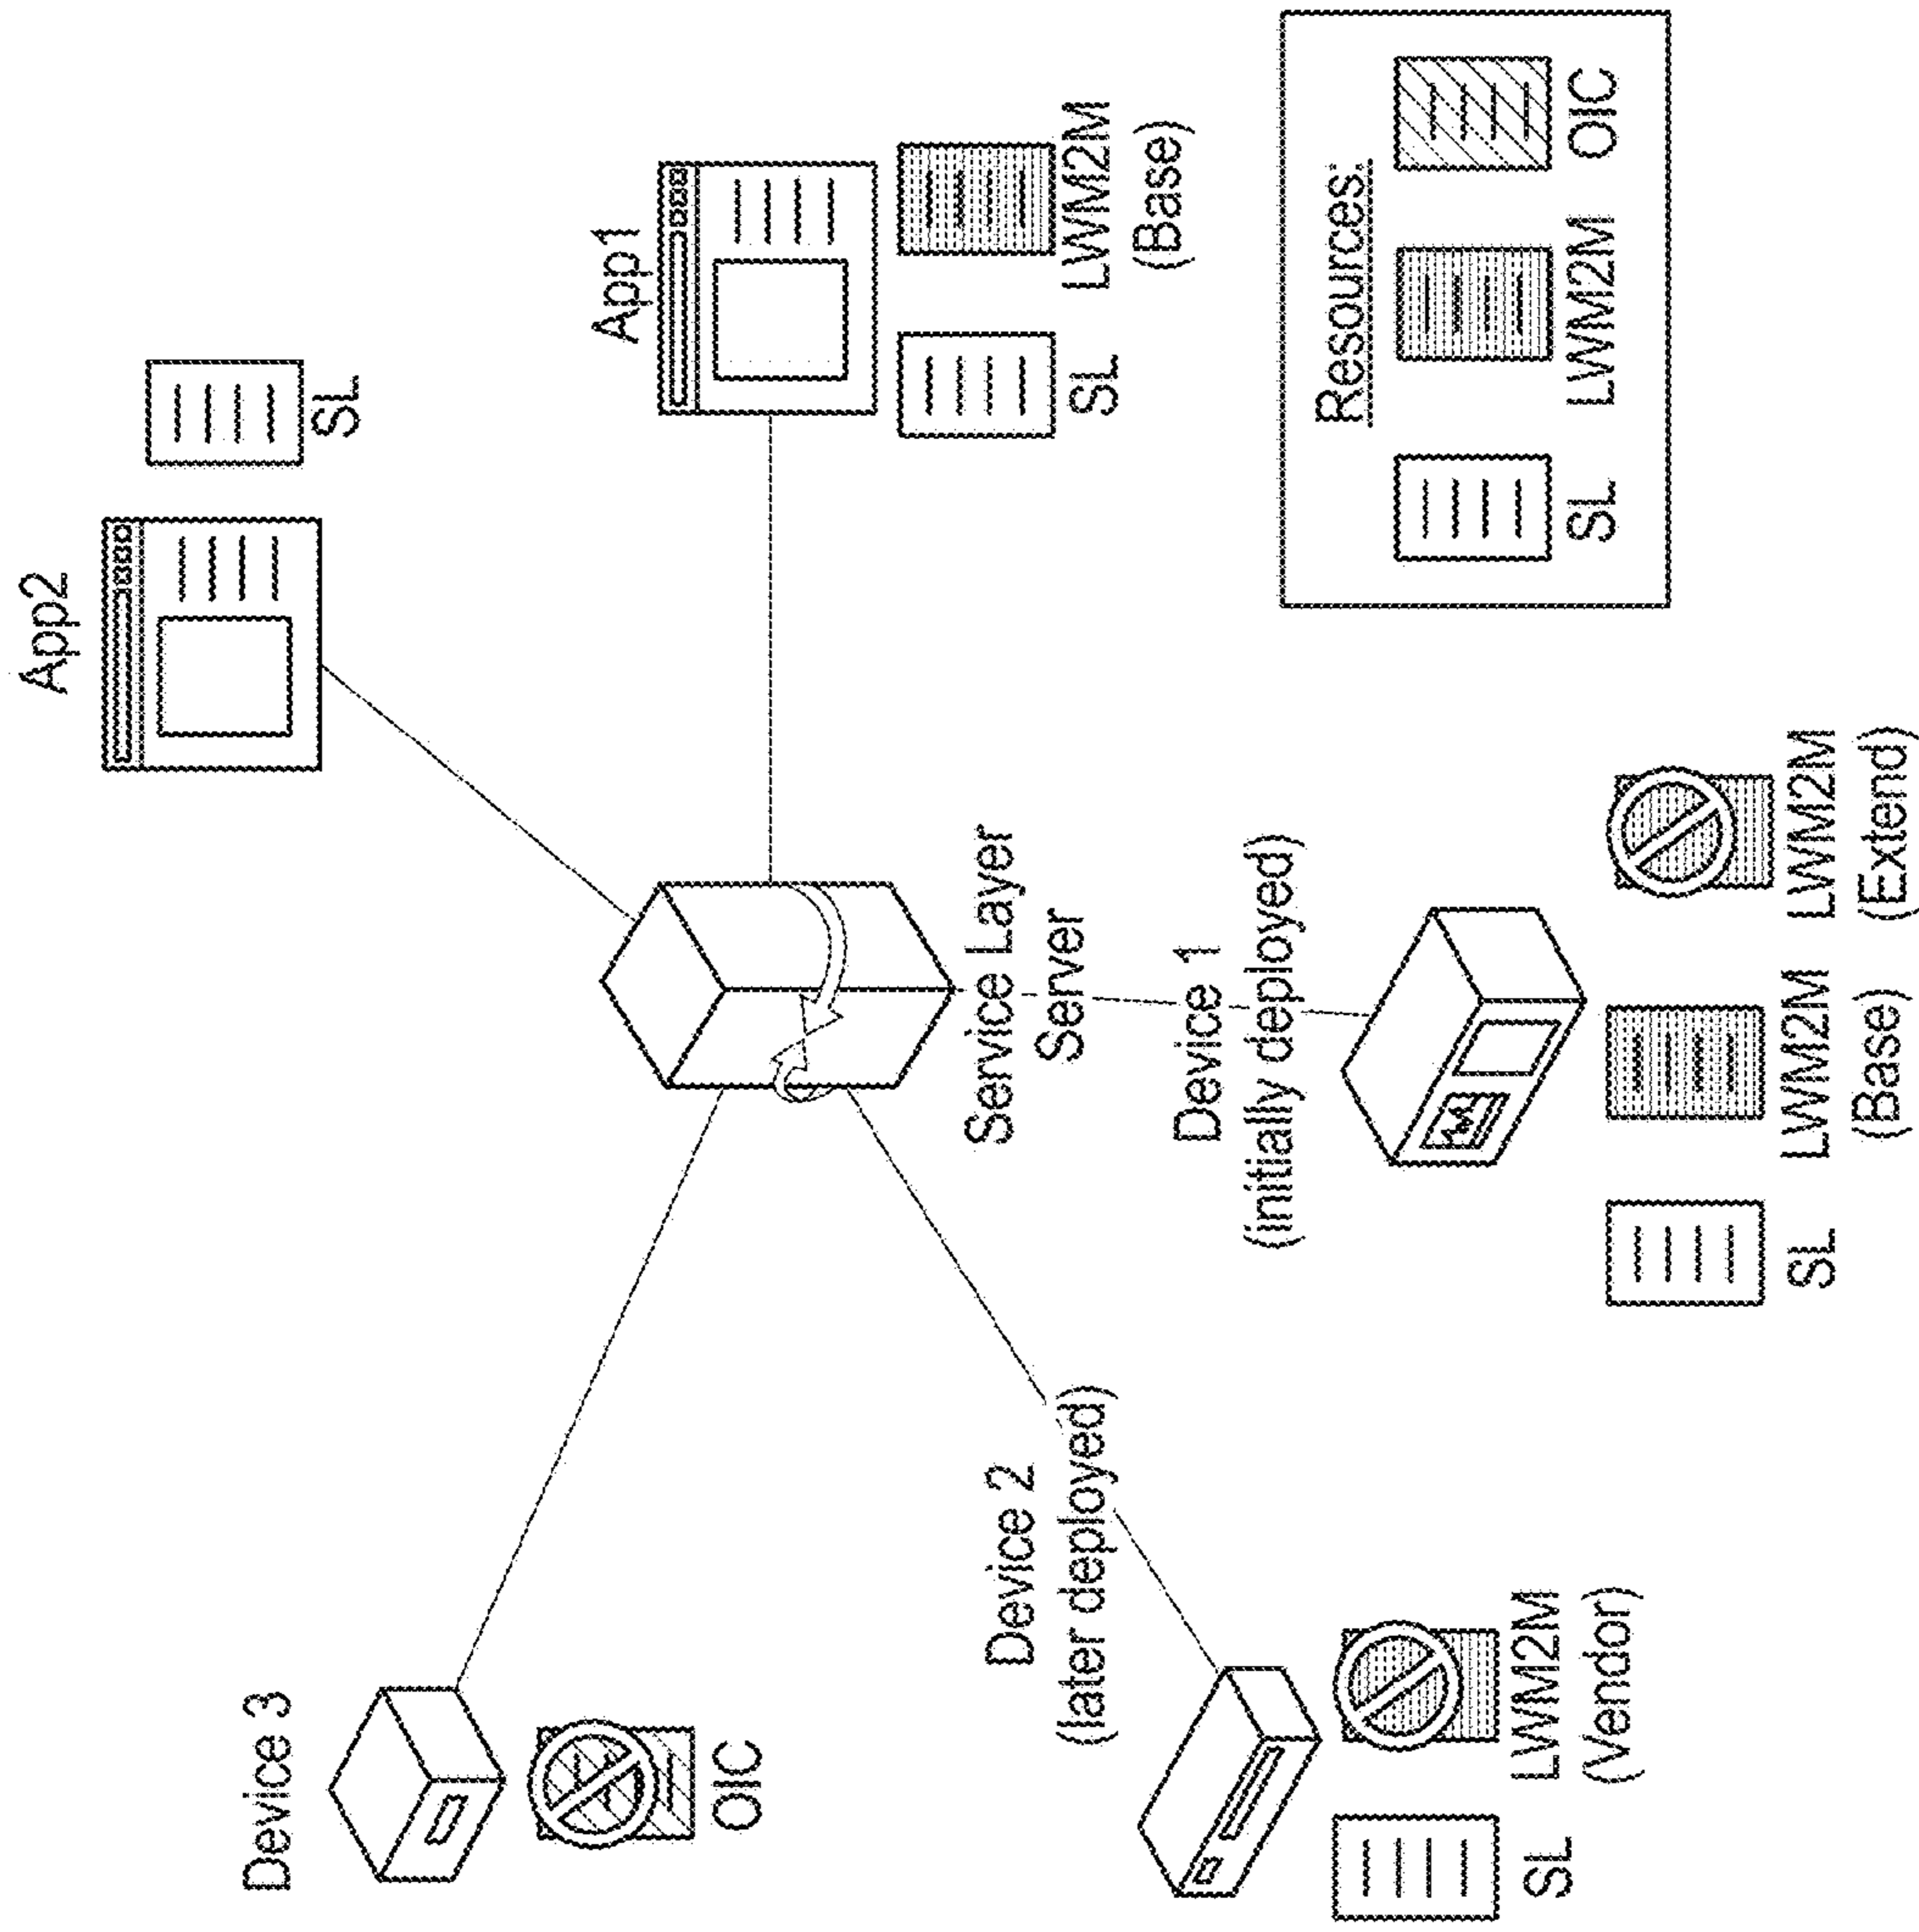 Device 3
OIC
App2
SL
Device 2
(later deployed)
SL
LWM2M
(Vendor)
Service Layer
Server
App1
SL
LWM2M
(Base)
Device 1
(initially deployed)
SL
LWM2M
(Base)
LWM2M
(Extend)
Resources:
SL
LWM2M
OIC